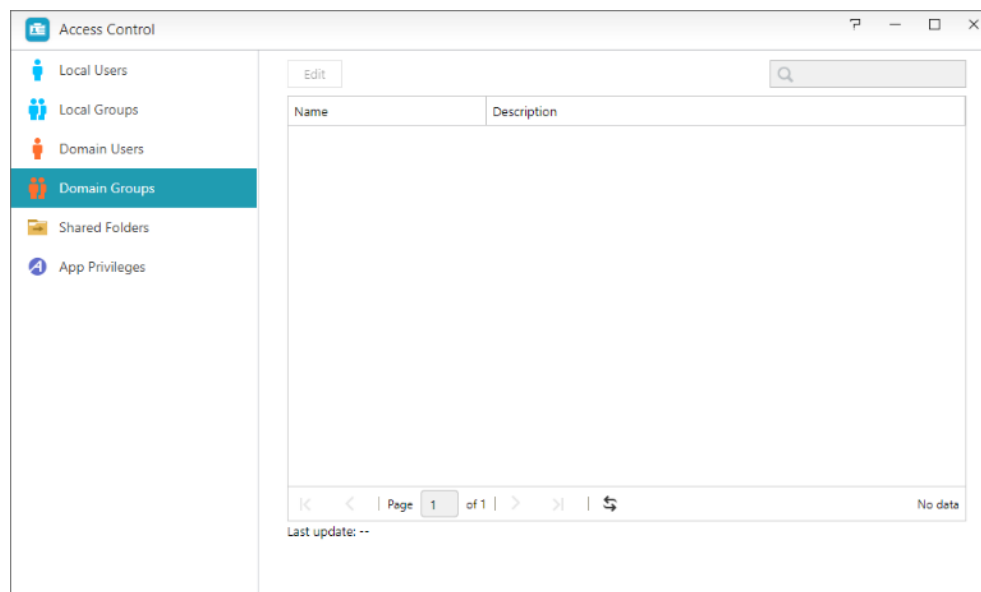 Access Control
Local Users
Local Groups
Domain Users
Domain Groups
Shared Folders
App Privileges
Edit
Name Description
Page 1 of 1 No data
Last update: --